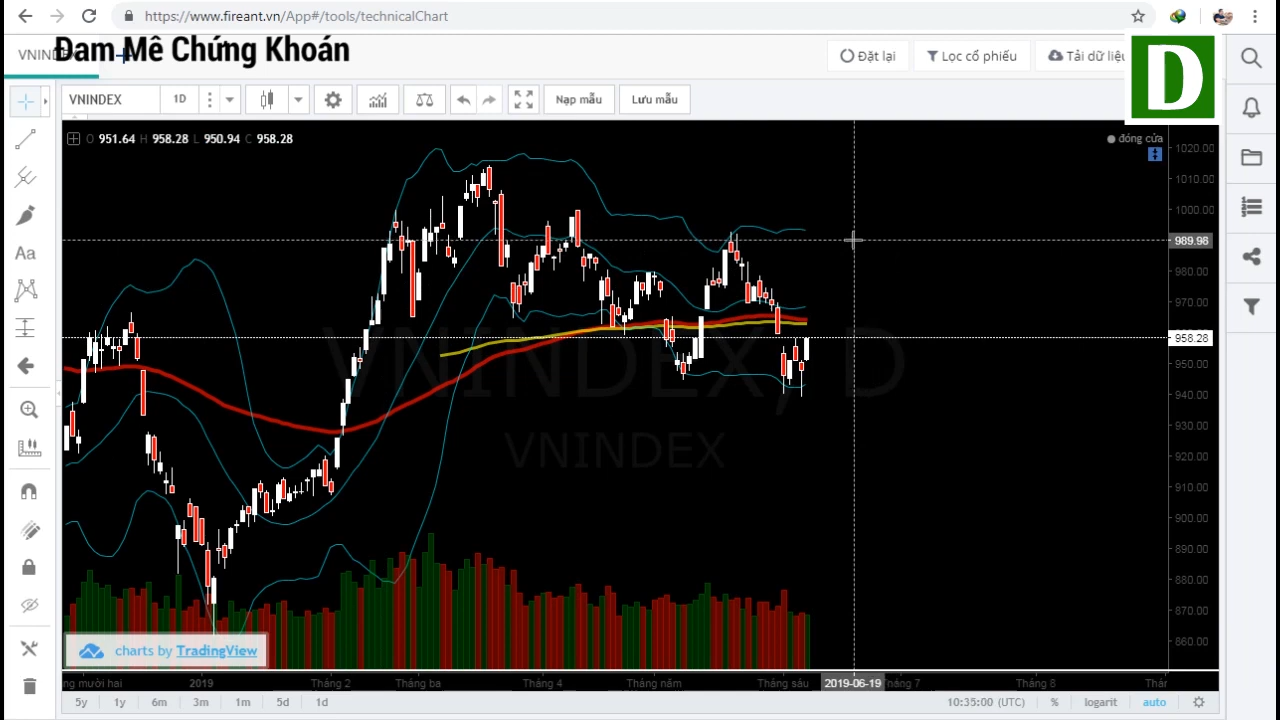 https://www.fireant.vn/App#/tools/technicalChart
VNINDEX
Đam Mê Chứng Khoán
Đặt lại
Lọc cổ phiếu
Tải dữ liệu
D
VNINDEX
1D
Nạp mẫu
Lưu mẫu
O 951.64 H 958.28 L 950.94 C 958.28
đóng cửa
1020.00
1010.00
1000.00
989.98
980.00
970.00
958.28
950.00
940.00
930.00
920.00
910.00
900.00
890.00
880.00
870.00
860.00
VNINDEX, D
VNINDEX
Aa
charts by TradingView
ng mười hai
2019
Tháng 2
Tháng ba
Tháng 4
Tháng năm
Tháng sáu
2019-06-19
Tháng 8
5y
1y
6m
3m
1m
5d
1d
10:35:00 (UTC)
%
logarit
auto